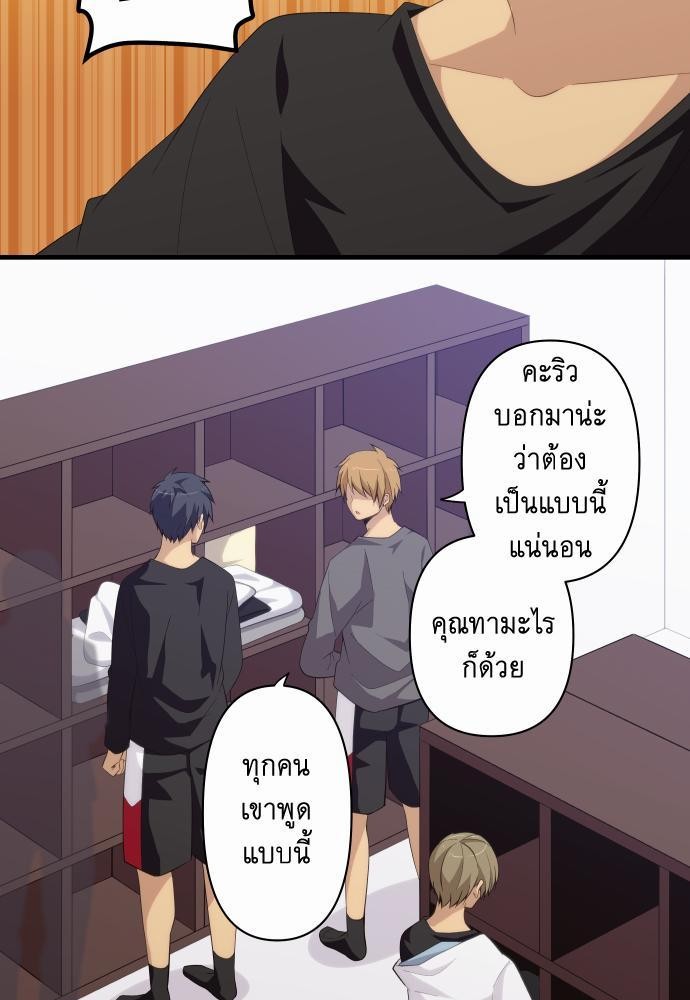 คะริว
บอกมาน่ะ
ว่าต้อง
เป็นแบบนี้
แน่นอน
คุณทามะไร
ก็ด้วย
ทุกคน
เขาพูด
แบบนี้